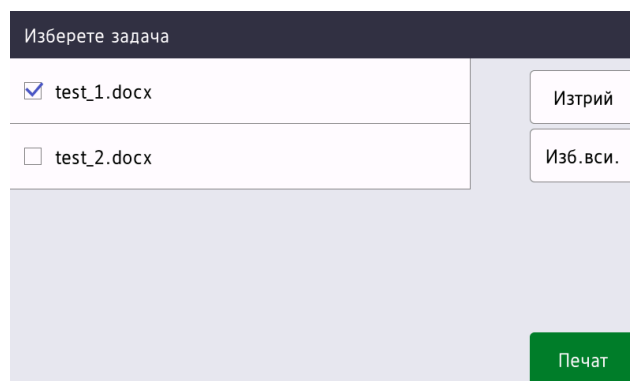 Изберете задача
test_1.docx
Изтрий
test_2.docx
Изб.вси.
Печат